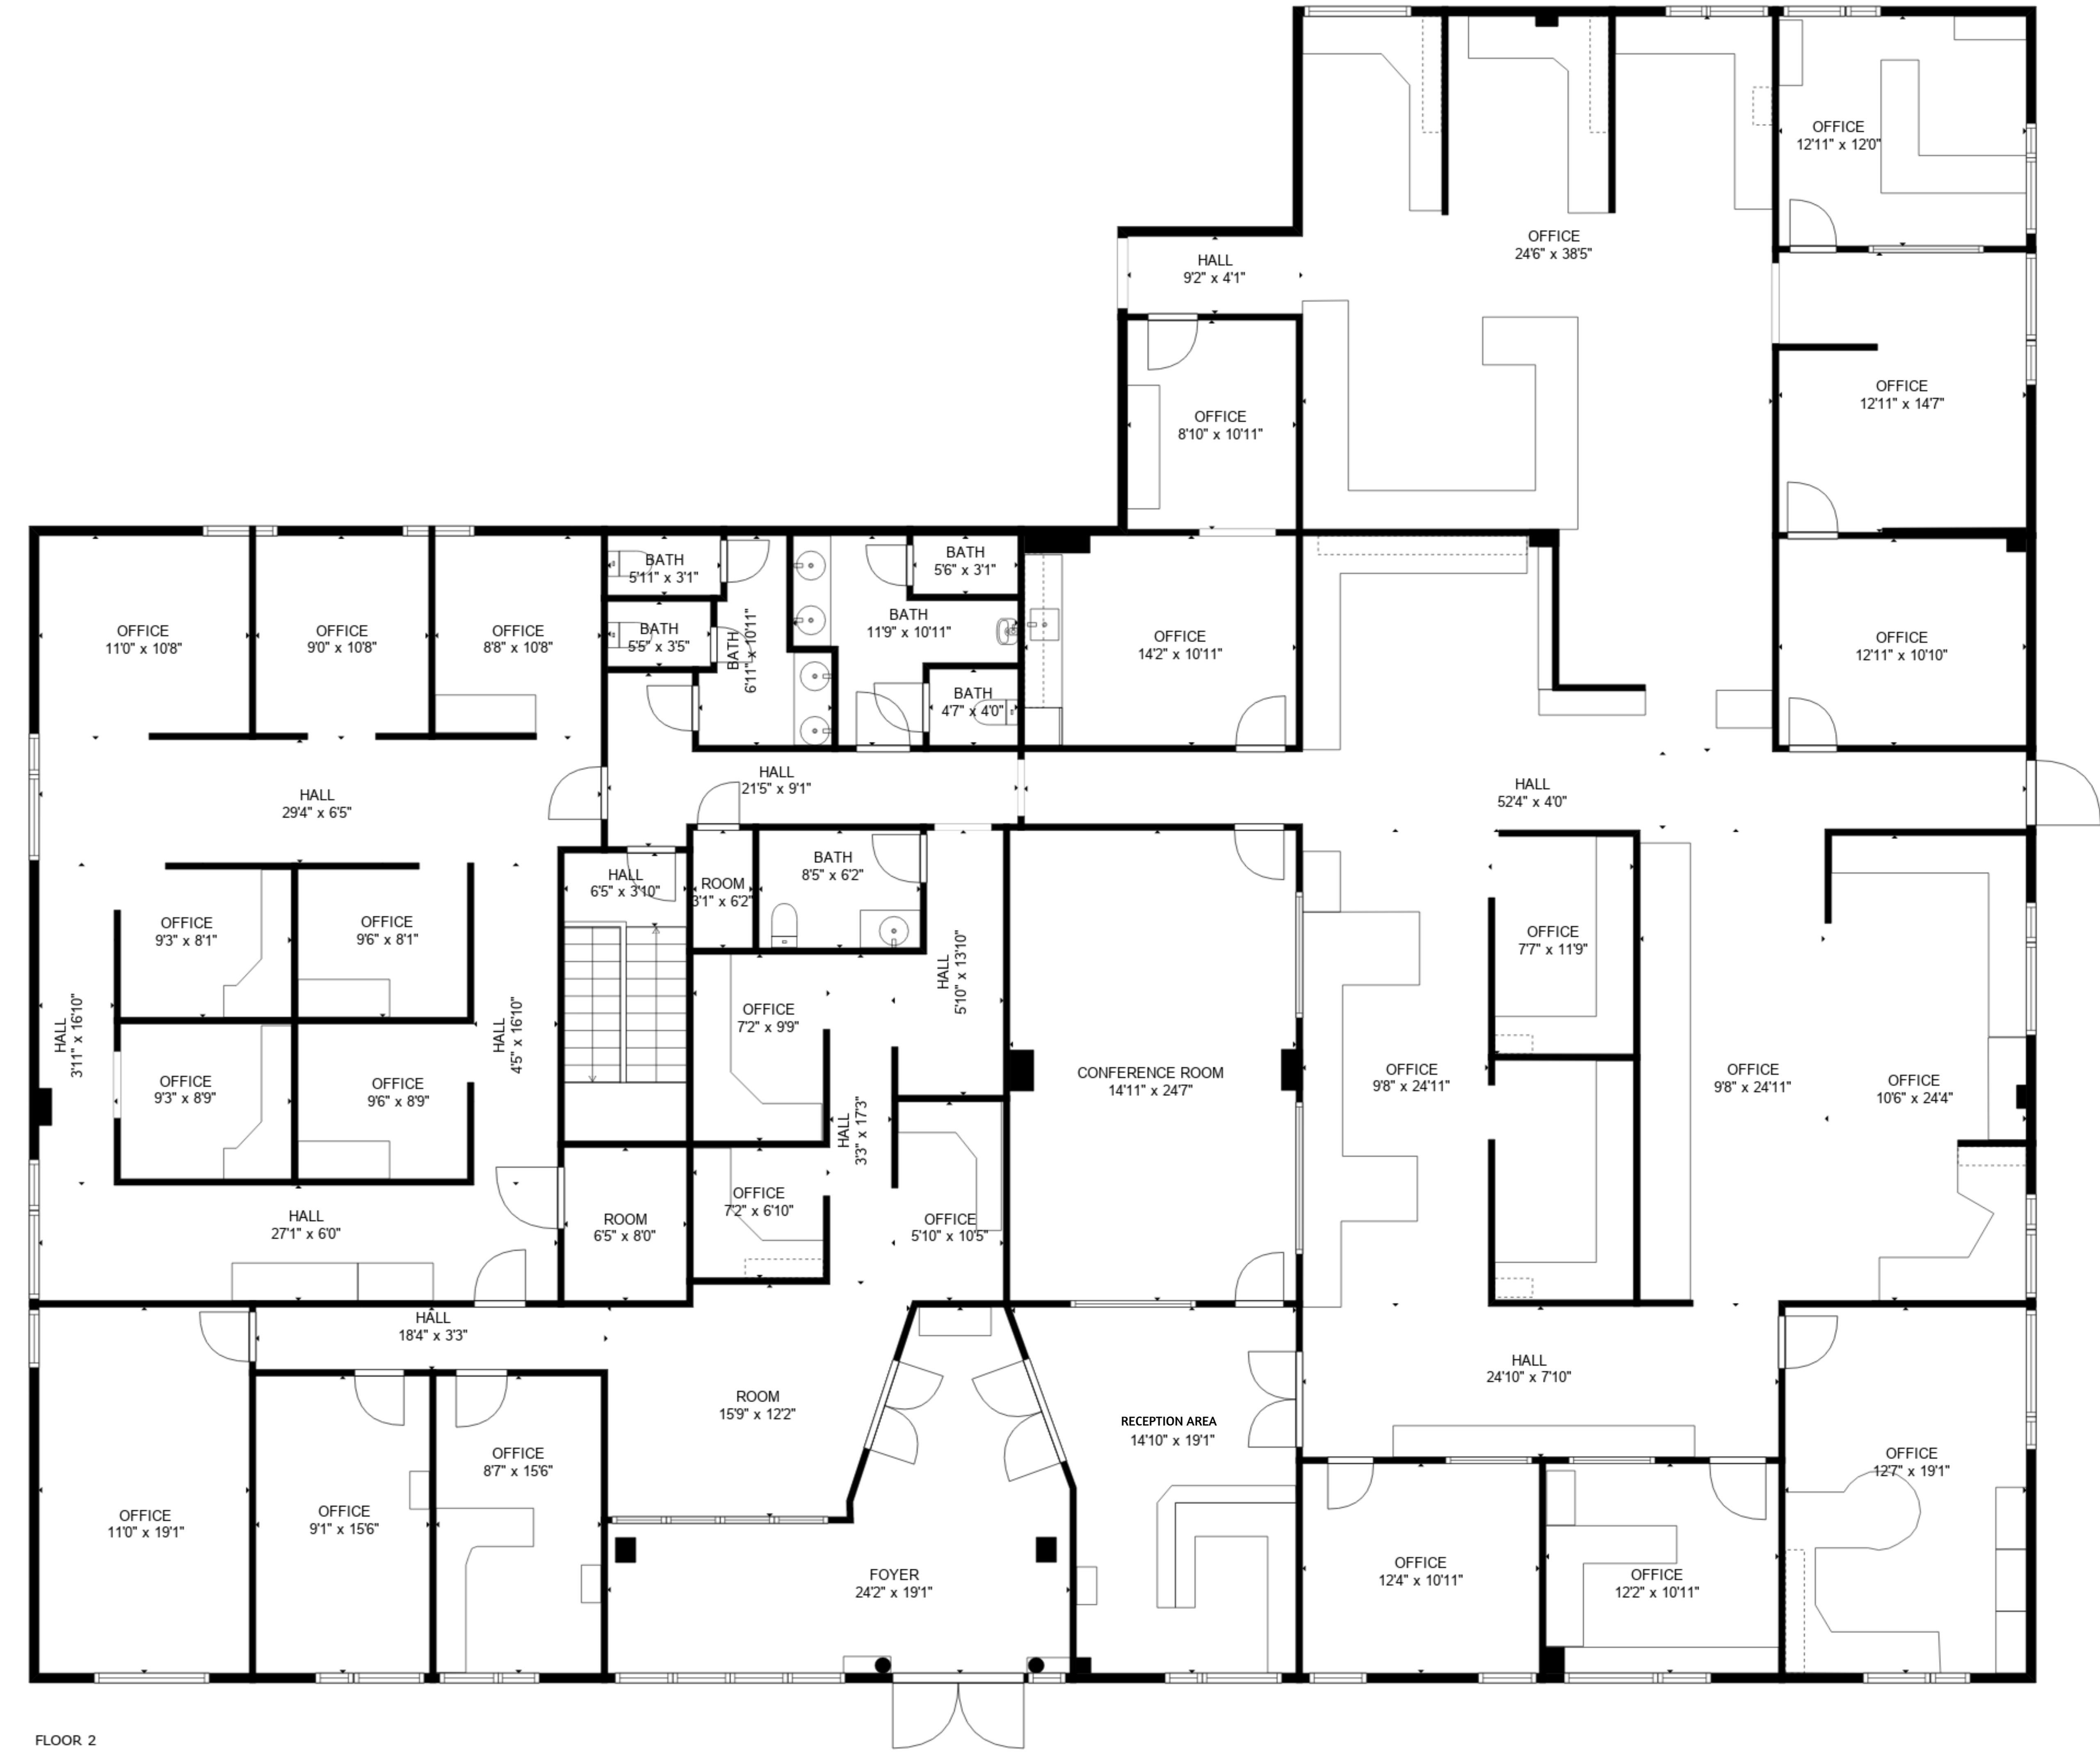 OFFICE
12'11" x 12'0"
OFFICE
24'6" x 38'5"
HALL
9'2" x 4'1"
OFFICE
12'11" x 14'7"
OFFICE
8'10" x 10'11"
BATH
5'11" x 3'1"
BATH
5'6" x 3'1"
BATH
5'5" x 3'5"
BATH
6'11" x 10'11"
BATH
11'9" x 10'11"
OFFICE
11'0" x 10'8"
OFFICE
9'0" x 10'8"
OFFICE
8'8" x 10'8"
OFFICE
14'2" x 10'11"
OFFICE
12'11" x 10'10"
BATH
4'7" x 4'0"
HALL
29'4" x 6'5"
HALL
21'5" x 9'1"
HALL
52'4" x 4'0"
HALL
6'5" x 3'10"
ROOM
3'1" x 6'2"
BATH
8'5" x 6'2"
OFFICE
9'3" x 8'1"
OFFICE
9'6" x 8'1"
HALL
5'10" x 13'10"
OFFICE
7'7" x 11'9"
HALL
3'11" x 16'10"
HALL
4'5" x 16'10"
OFFICE
7'2" x 9'9"
OFFICE
9'3" x 8'9"
OFFICE
9'6" x 8'9"
CONFERENCE ROOM
14'11" x 24'7"
OFFICE
9'8" x 24'11"
OFFICE
9'8" x 24'11"
OFFICE
10'6" x 24'4"
HALL
3'3" x 17'3"
OFFICE
7'2" x 6'10"
HALL
27'1" x 6'0"
ROOM
6'5" x 8'0"
OFFICE
5'10" x 10'5"
HALL
18'4" x 3'3"
ROOM
15'9" x 12'2"
RECEPTION AREA
14'10" x 19'1"
HALL
24'10" x 7'10"
OFFICE
8'7" x 15'6"
OFFICE
12'7" x 19'1"
OFFICE
11'0" x 19'1"
OFFICE
9'1" x 15'6"
FOYER
24'2" x 19'1"
OFFICE
12'4" x 10'11"
OFFICE
12'2" x 10'11"
FLOOR 2